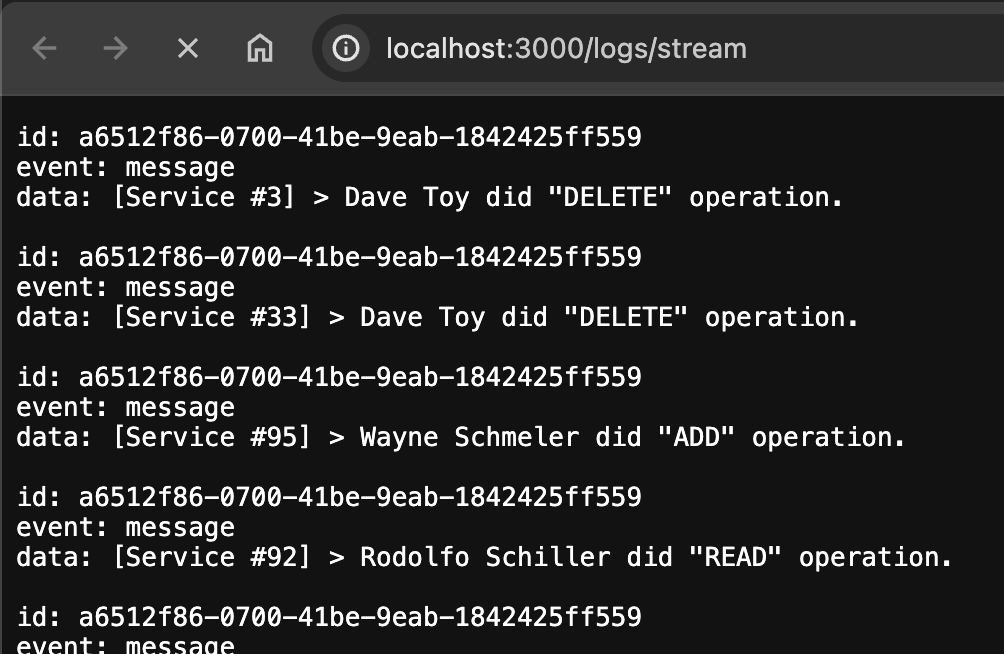 localhost:3000/logs/stream
id: a6512f86-0700-41be-9eab-1842425ff559
event: message
data: [Service #3] > Dave Toy did "DELETE" operation.
id: a6512f86-0700-41be-9eab-1842425ff559
event: message
data: [Service #33] > Dave Toy did "DELETE" operation.
id: a6512f86-0700-41be-9eab-1842425ff559
event: message
data: [Service #95] > Wayne Schmeler did "ADD" operation.
id: a6512f86-0700-41be-9eab-1842425ff559
event: message
data: [Service #92] > Rodolfo Schiller did "READ" operation.
id: a6512f86-0700-41be-9eab-1842425ff559
event: message